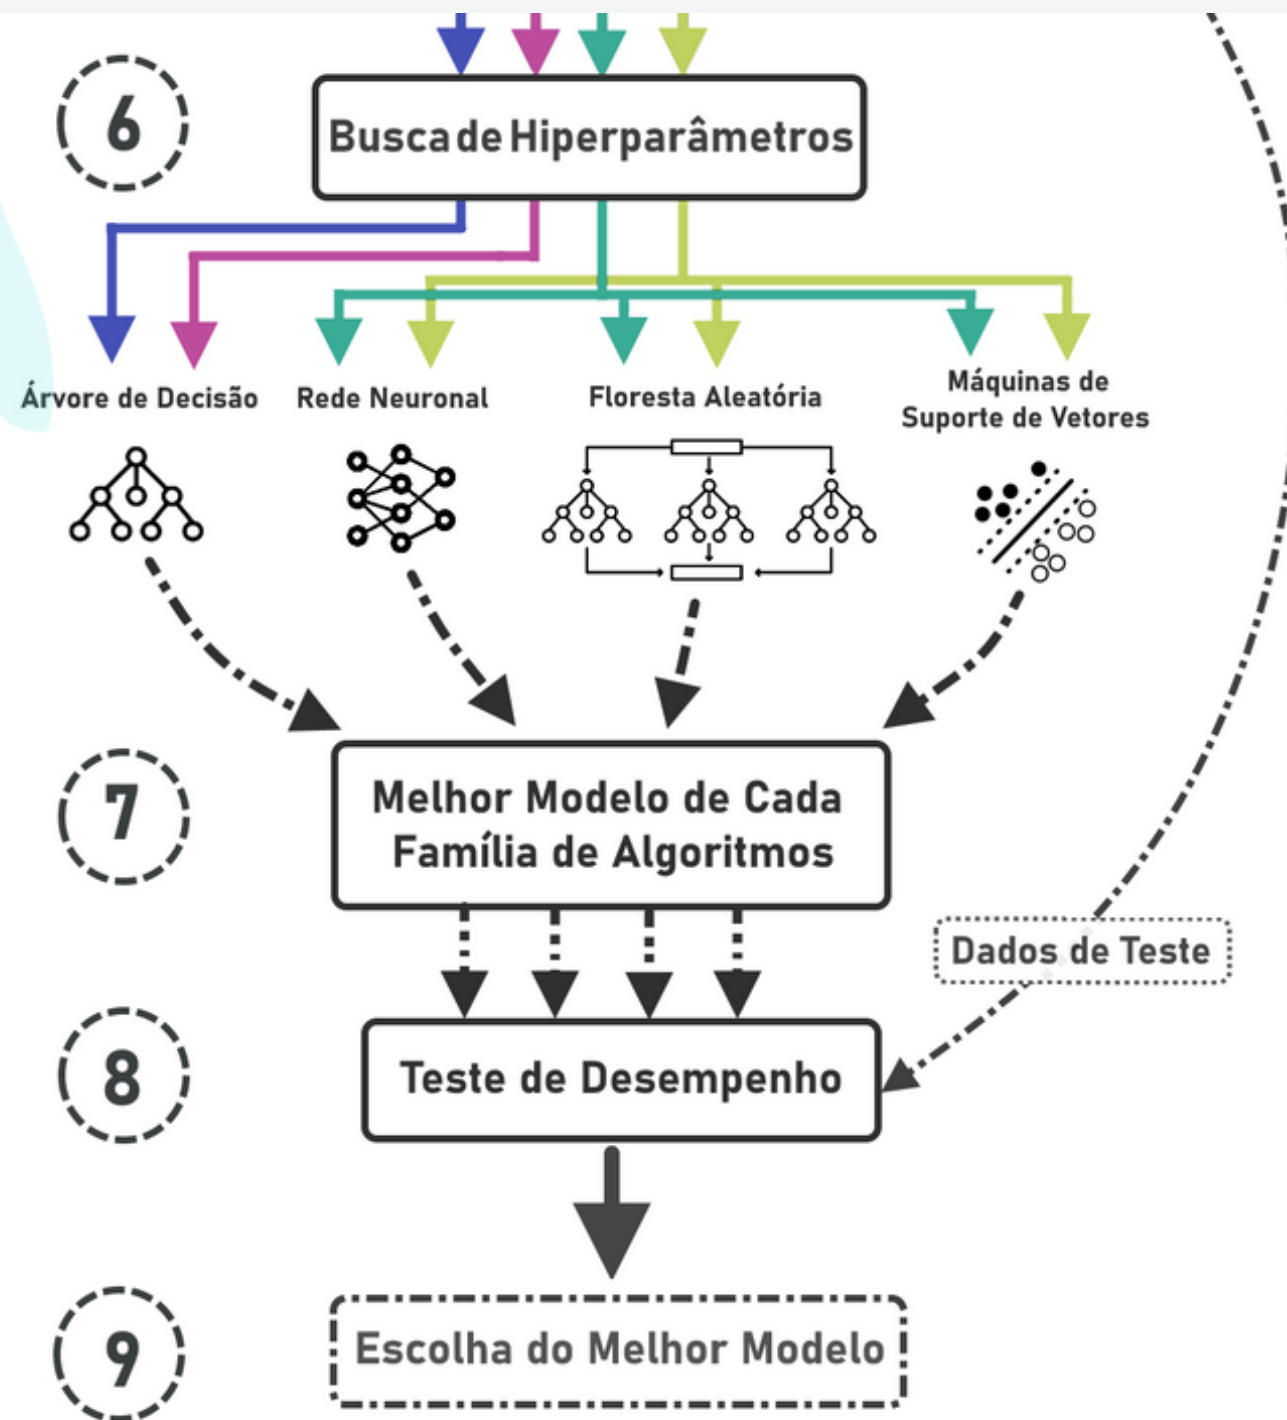 6
Busca de Hiperparâmetros
Árvore de Decisão
Rede Neuronal
Floresta Aleatória
Máquinas de
Suporte de Vetores
7
Melhor Modelo de Cada
Família de Algoritmos
Dados de Teste
8
Teste de Desempenho
9
Escolha do Melhor Modelo